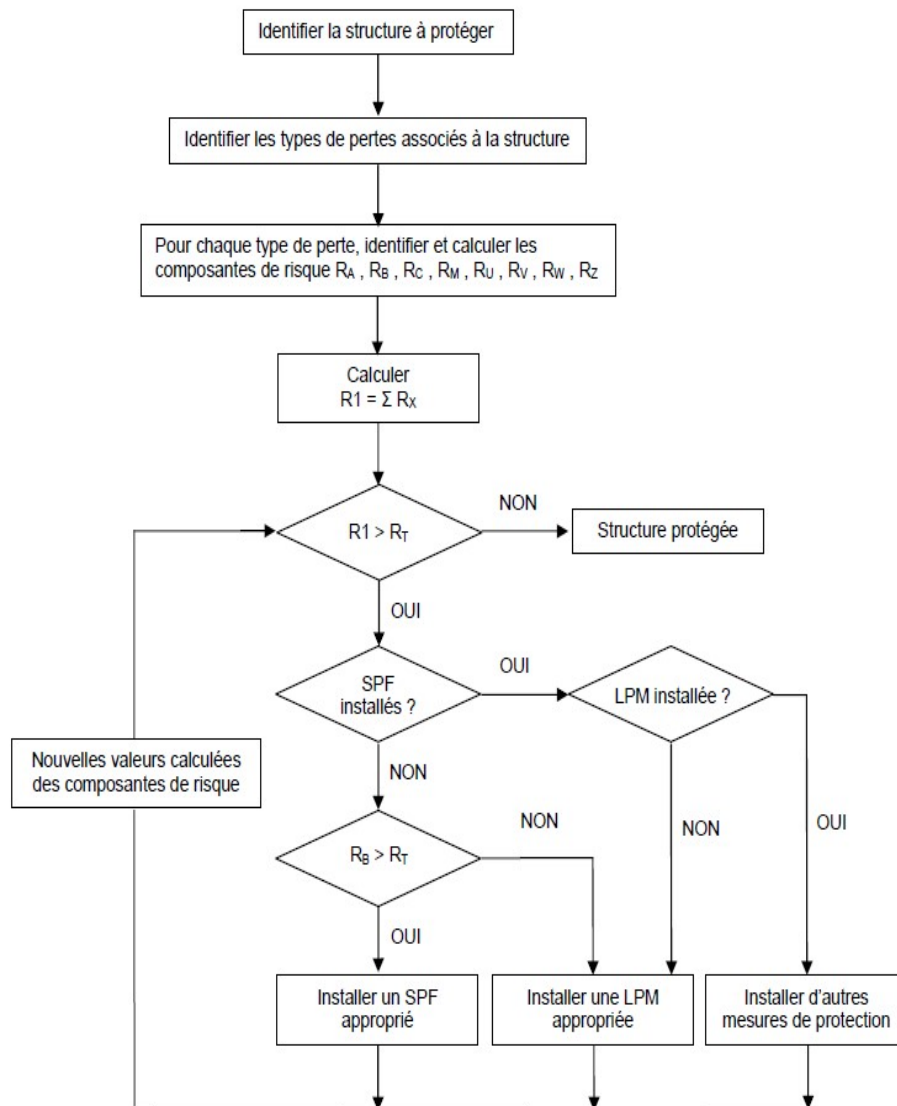 Identifier la structure à protéger
Identifier les types de pertes associés à la structure
Pour chaque type de perte, identifier et calculer les
composantes de risque RA , RB , RC , RM , RU , RV , RW , RZ
Calculer
R1 = Σ RX
R1 > RT
NON
Structure protégée
OUI
SPF
installés ?
OUI
LPM installée ?
Nouvelles valeurs calculées
des composantes de risque
NON
RB > RT
NON
NON
OUI
OUI
Installer un SPF
approprié
Installer une LPM
appropriée
Installer d'autres
mesures de protection